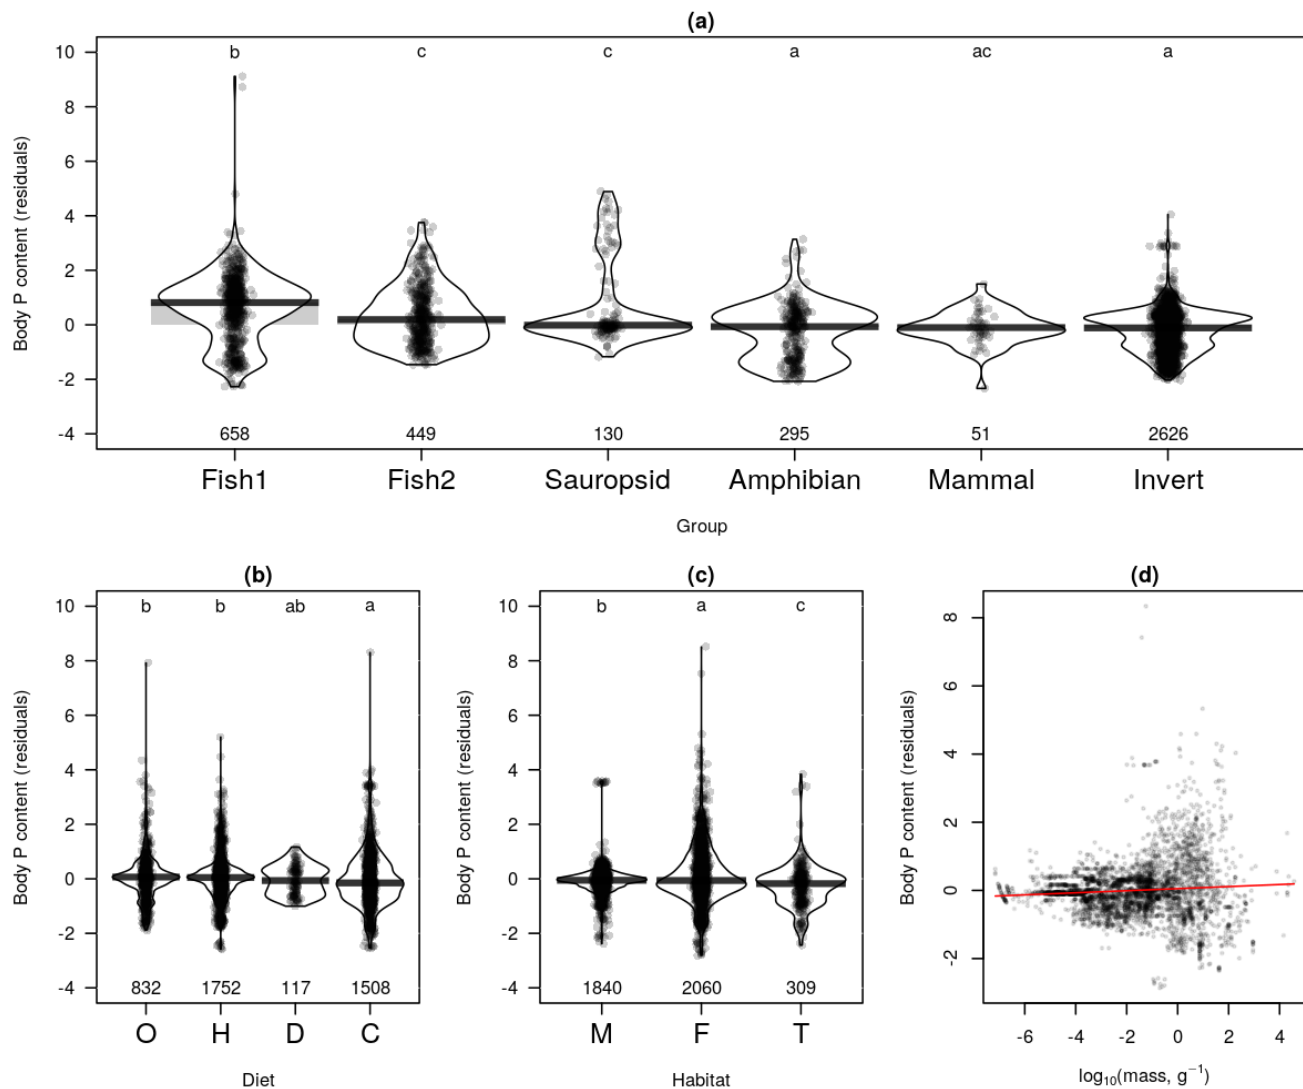 (a)
Body P content (residuals)
10
8
6
4
2
0
-2
-4
b c c a ac a
658 449 130 295 51 2626
Fish1 Fish2 Sauropsid Amphibian Mammal Invert
Group
(b)
Body P content (residuals)
10
8
6
4
2
0
-2
-4
b b ab a
832 1752 117 1508
O H D C
Diet
(c)
Body P content (residuals)
10
8
6
4
2
0
-2
-4
b a c
1840 2060 309
M F T
Habitat
(d)
Body P content (residuals)
8
6
4
2
0
-2
-6 -4 -2 0 2 4
log₁₀(mass, g⁻¹)